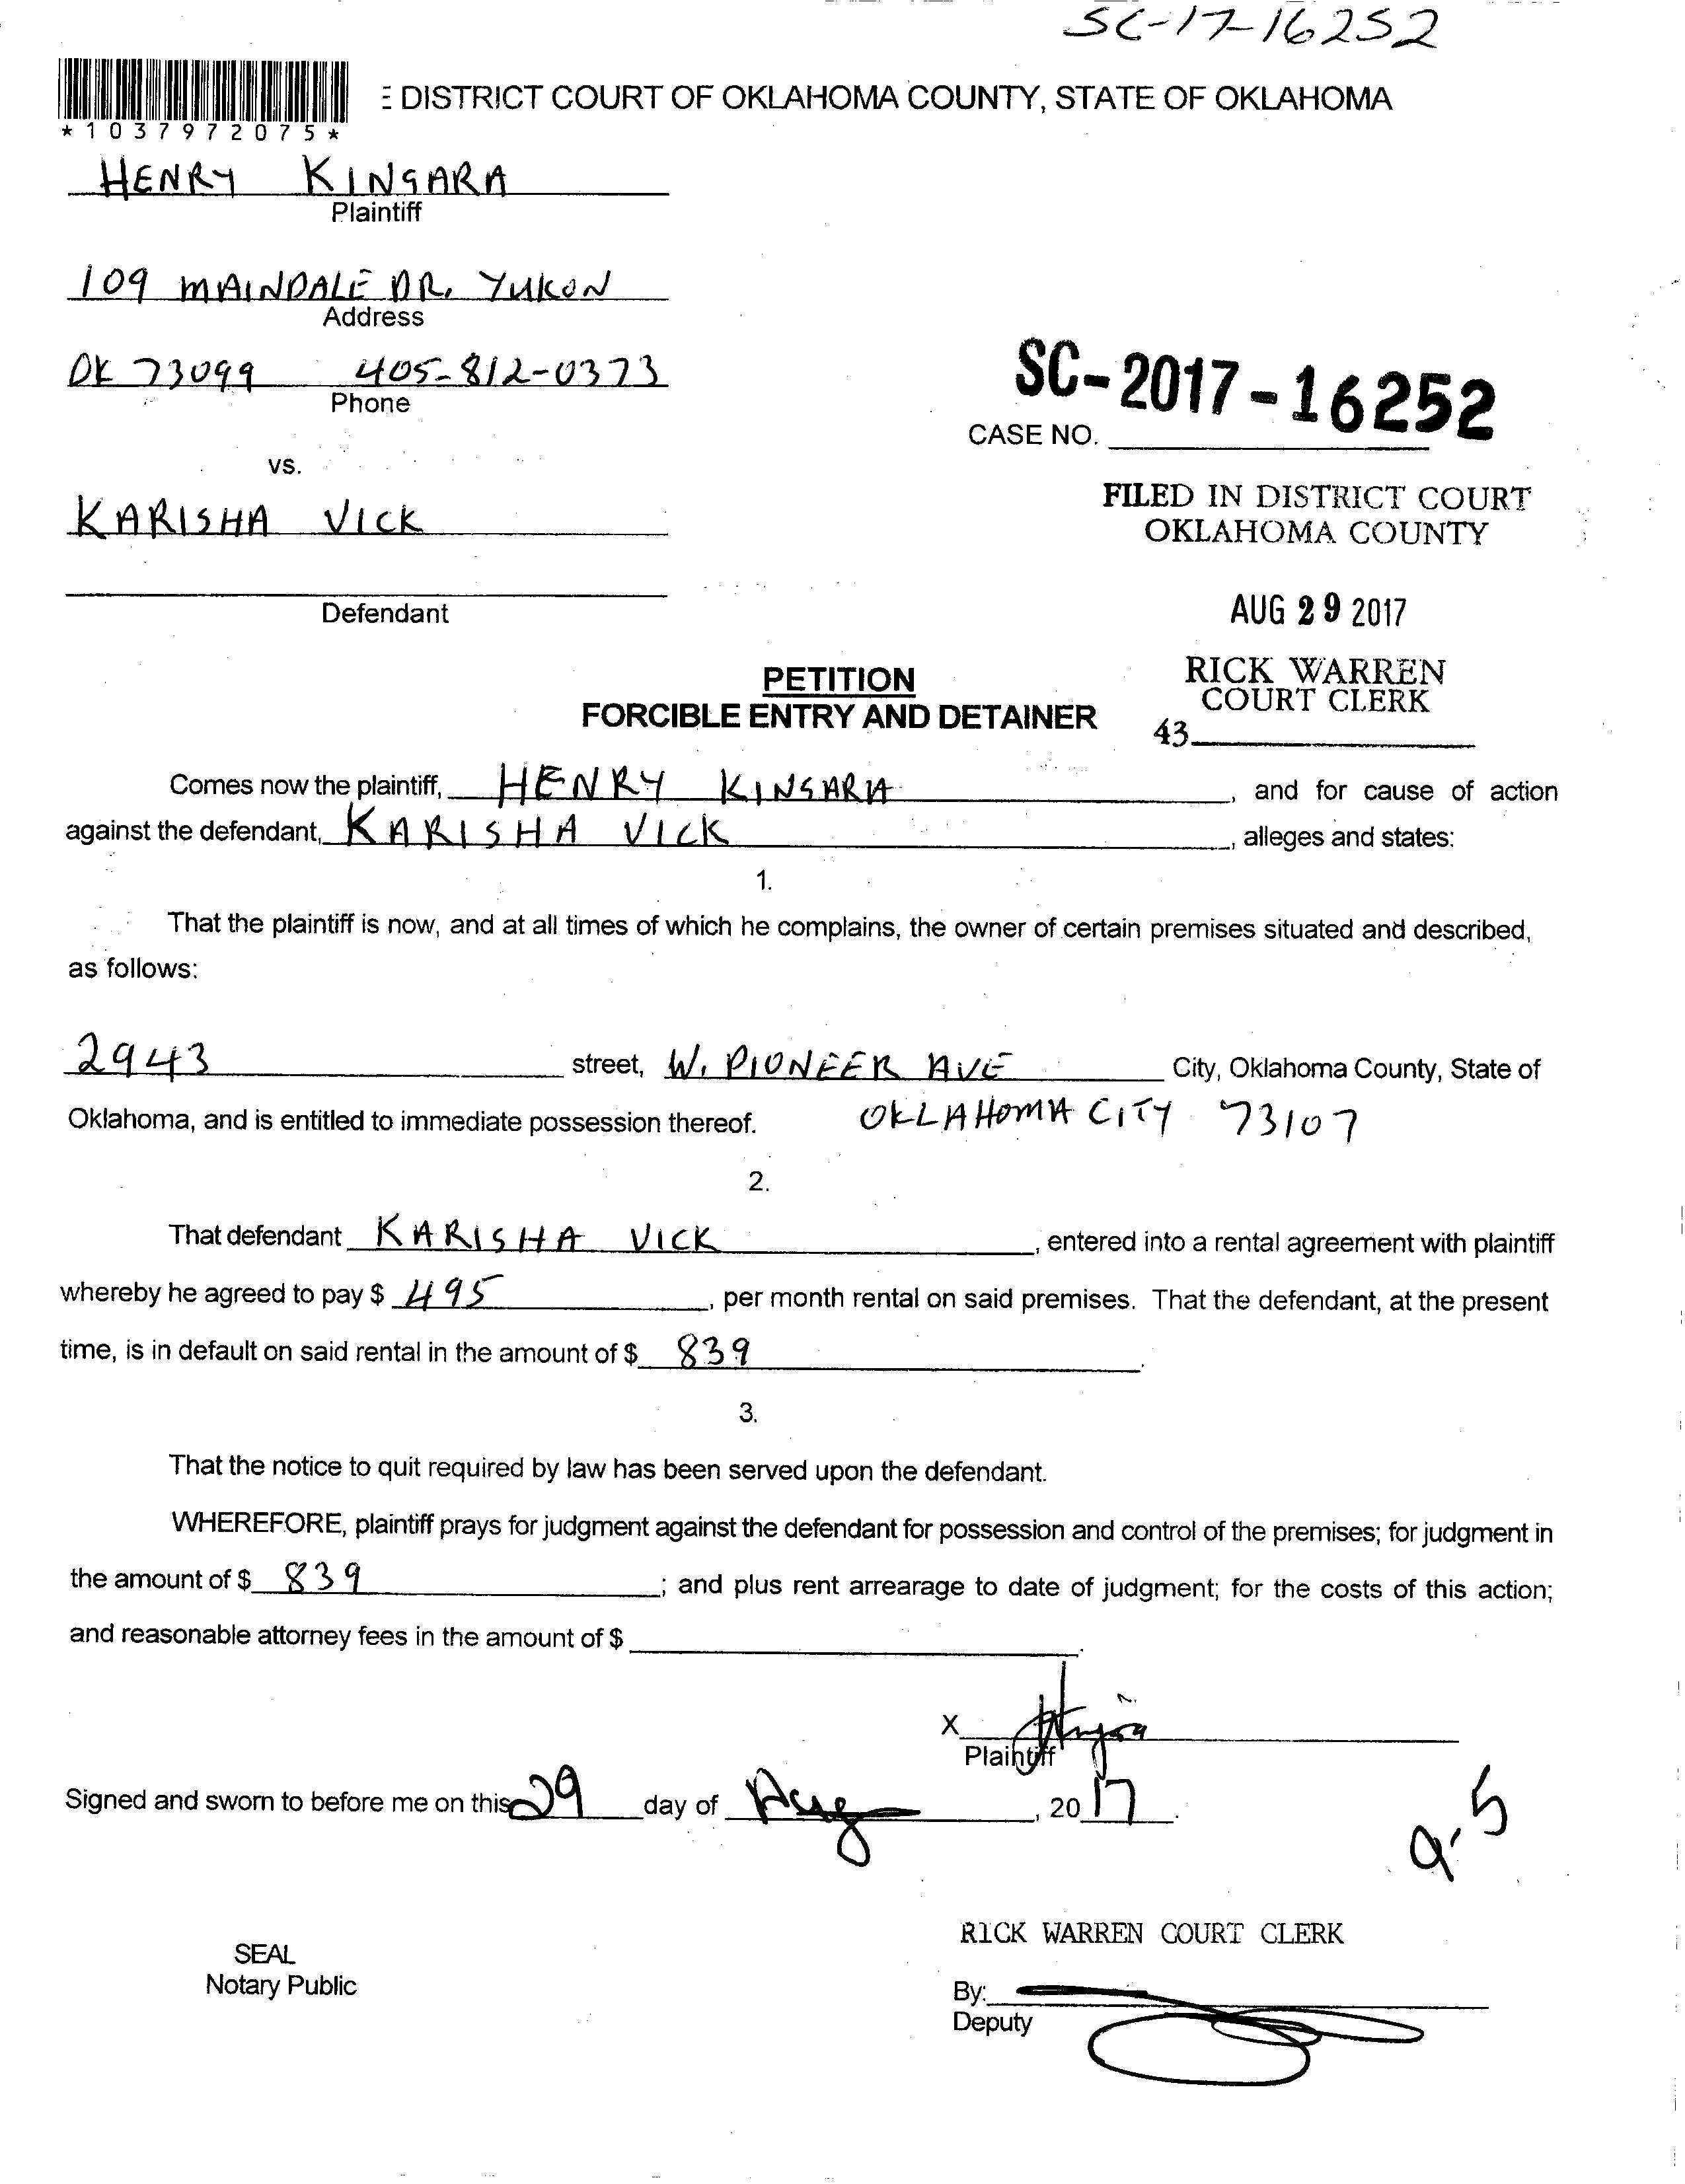 SC-17-16252
E DISTRICT COURT OF OKLAHOMA COUNTY, STATE OF OKLAHOMA
*1037972075*
HENRY KINGARA
Plaintiff
109 MAINDALE DR. YUKON
Address
OK 73099 405-812-0373
Phone
SC-2017-16252
CASE NO.
vs.
KARISHA VICK
Defendant
FILED IN DISTRICT COURT
OKLAHOMA COUNTY
AUG 29 2017
RICK WARREN
COURT CLERK
43
PETITION
FORCIBLE ENTRY AND DETAINER
Comes now the plaintiff, HENRY KINGARA, and for cause of action
against the defendant, KARISHA VICK, alleges and states:
1.
That the plaintiff is now, and at all times of which he complains, the owner of certain premises situated and described,
as follows:
2943 street, W. PIONEER AVE City, Oklahoma County, State of
Oklahoma, and is entitled to immediate possession thereof. OKLAHOMA CITY 73107
2.
That defendant KARISHA VICK, entered into a rental agreement with plaintiff
whereby he agreed to pay $ 495, per month rental on said premises. That the defendant, at the present
time, is in default on said rental in the amount of $ 839.
3.
That the notice to quit required by law has been served upon the defendant.
WHEREFORE, plaintiff prays for judgment against the defendant for possession and control of the premises; for judgment in
the amount of $ 839; and plus rent arrearage to date of judgment; for the costs of this action;
and reasonable attorney fees in the amount of $ .
X
Plaintiff
Signed and sworn to before me on this 29 day of Aug, 2017.
9-5
RICK WARREN COURT CLERK
SEAL
Notary Public
By:
Deputy